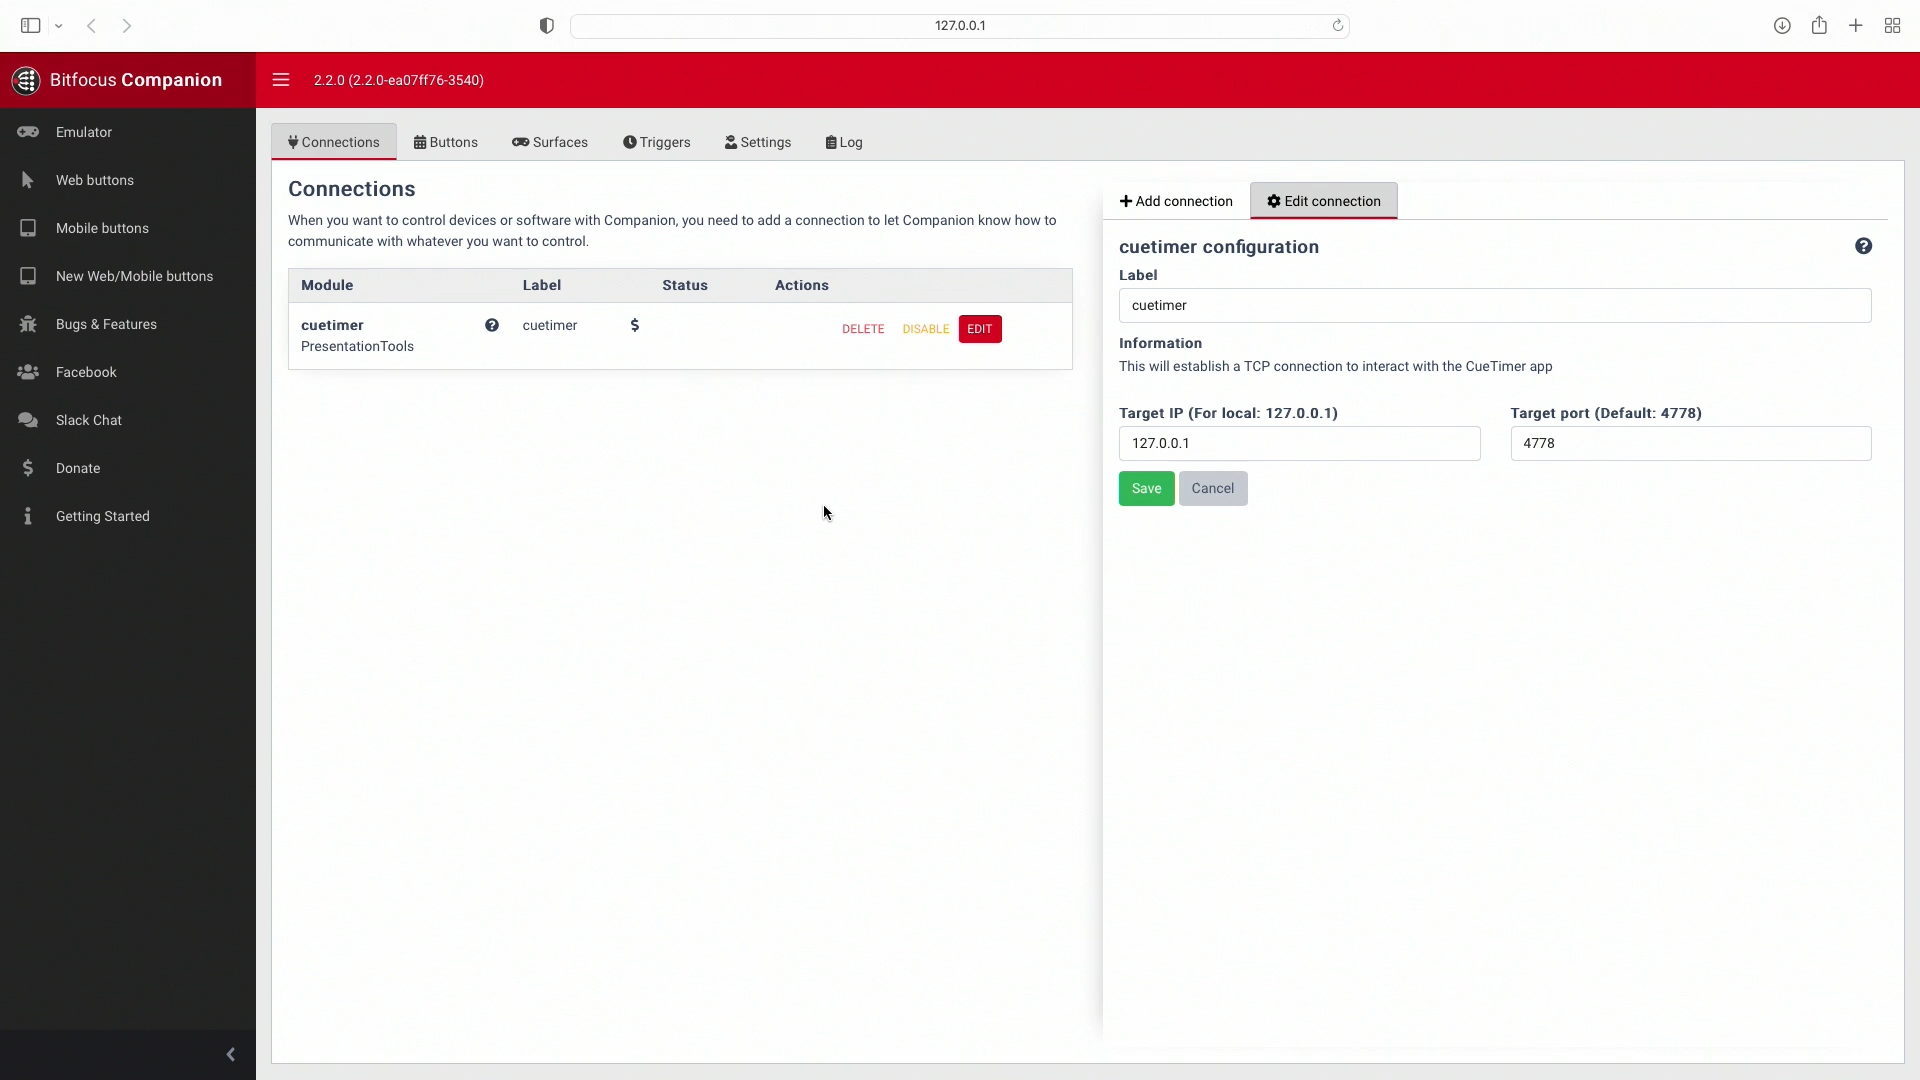 127.0.0.1
Bitfocus Companion
2.2.0 (2.2.0-ea07ff76-3540)
Emulator
Web buttons
Mobile buttons
New Web/Mobile buttons
Bugs & Features
Facebook
Slack Chat
Donate
Getting Started
Connections Buttons Surfaces Triggers Settings Log
Connections
When you want to control devices or software with Companion, you need to add a connection to let Companion know how to
communicate with whatever you want to control.
Module Label Status Actions
cuetimer cuetimer $ DELETE DISABLE EDIT
PresentationTools
Add connection Edit connection
cuetimer configuration
Label
cuetimer
Information
This will establish a TCP connection to interact with the CueTimer app
Target IP (For local: 127.0.0.1) Target port (Default: 4778)
127.0.0.1 4778
Save Cancel